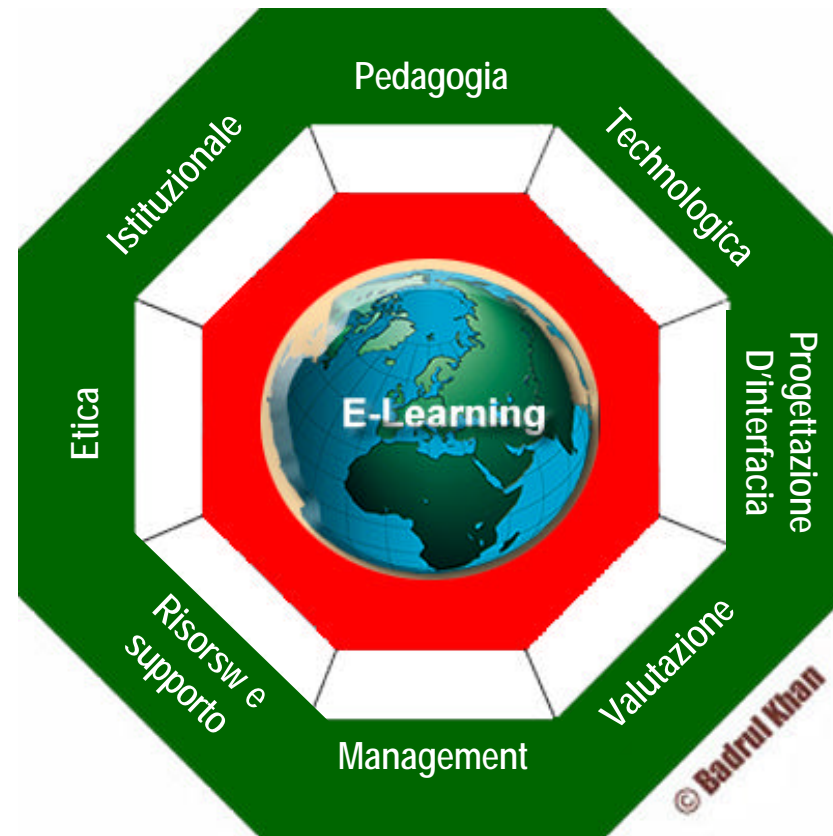 Pedagogia
Technologica
Progettazione
D'interfacia
Valutazione
Management
Risorsw e
supporto
Etica
Istituzionale
E-Learning
© Badrul Khan